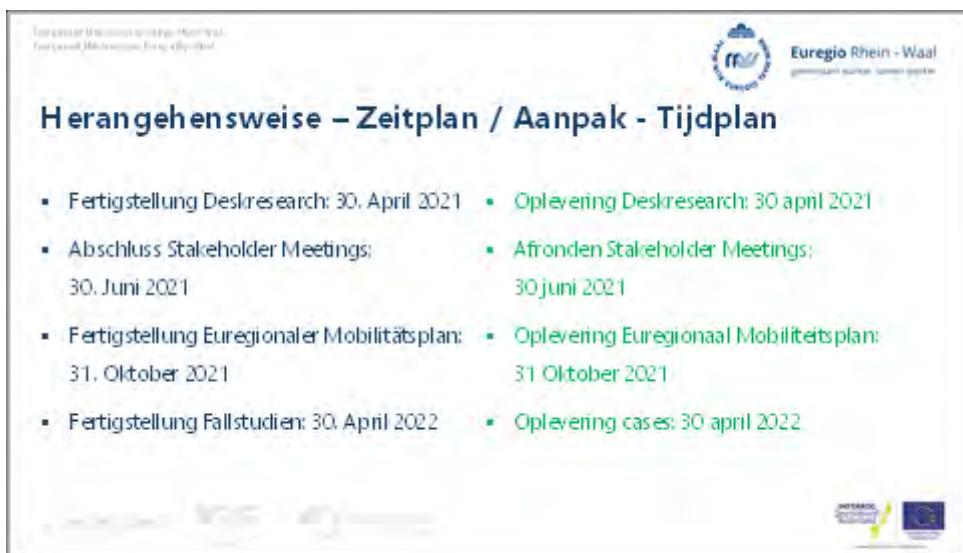 Euregio Rhein - Waal
Herangehensweise – Zeitplan / Aanpak - Tijdplan
▪ Fertigstellung Deskresearch: 30. April 2021
▪ Abschluss Stakeholder Meetings:
30. Juni 2021
▪ Fertigstellung Euregionaler Mobilitätsplan:
31. Oktober 2021
▪ Fertigstellung Fallstudien: 30. April 2022
▪ Oplevering Deskresearch: 30 april 2021
▪ Afronden Stakeholder Meetings:
30 juni 2021
▪ Oplevering Euregionaal Mobiliteitsplan:
31 Oktober 2021
▪ Oplevering cases: 30 april 2022